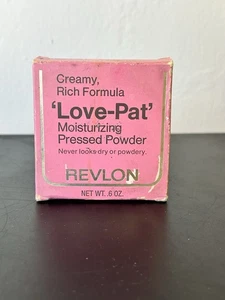 Creamy,
Rich Formula
'Love-Pat'
Moisturizing
Pressed Powder
Never looks dry or powdery.
REVLON
NET WT. .6 OZ.